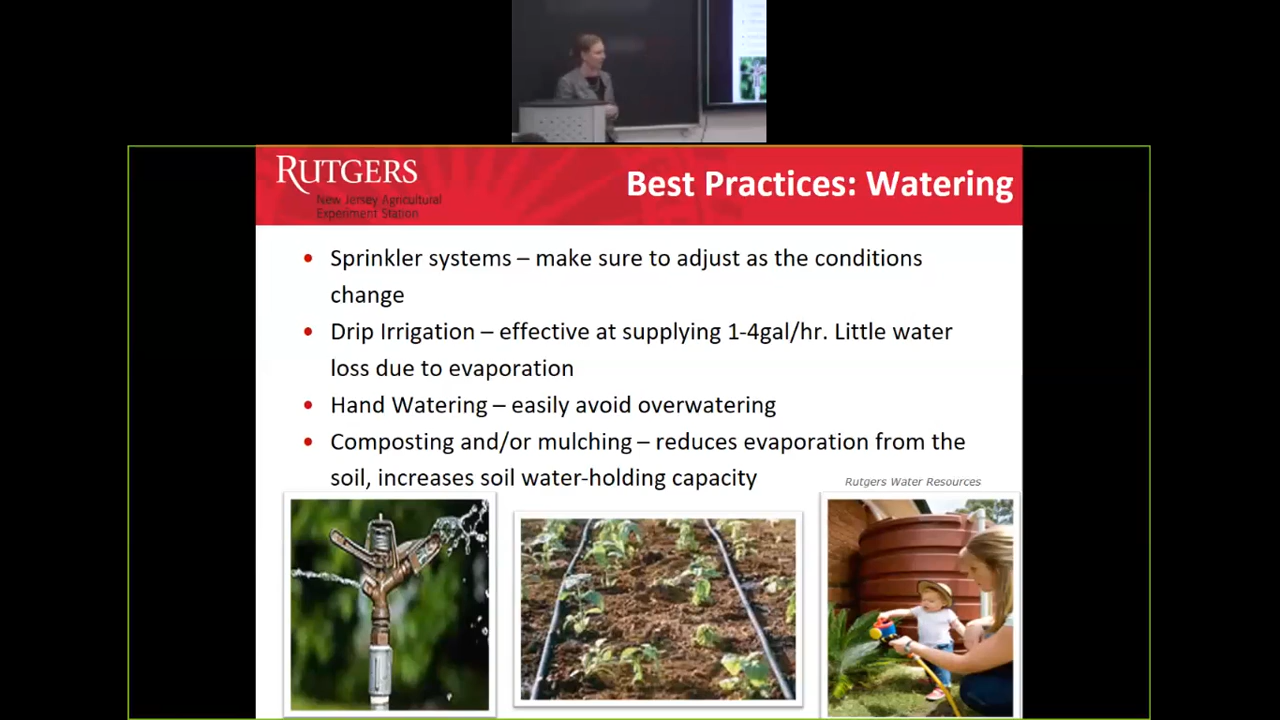 RUTGERS
New Jersey Agricultural
Experiment Station
Best Practices: Watering
• Sprinkler systems – make sure to adjust as the conditions
change
• Drip Irrigation – effective at supplying 1-4gal/hr. Little water
loss due to evaporation
• Hand Watering – easily avoid overwatering
• Composting and/or mulching – reduces evaporation from the
soil, increases soil water-holding capacity
Rutgers Water Resources